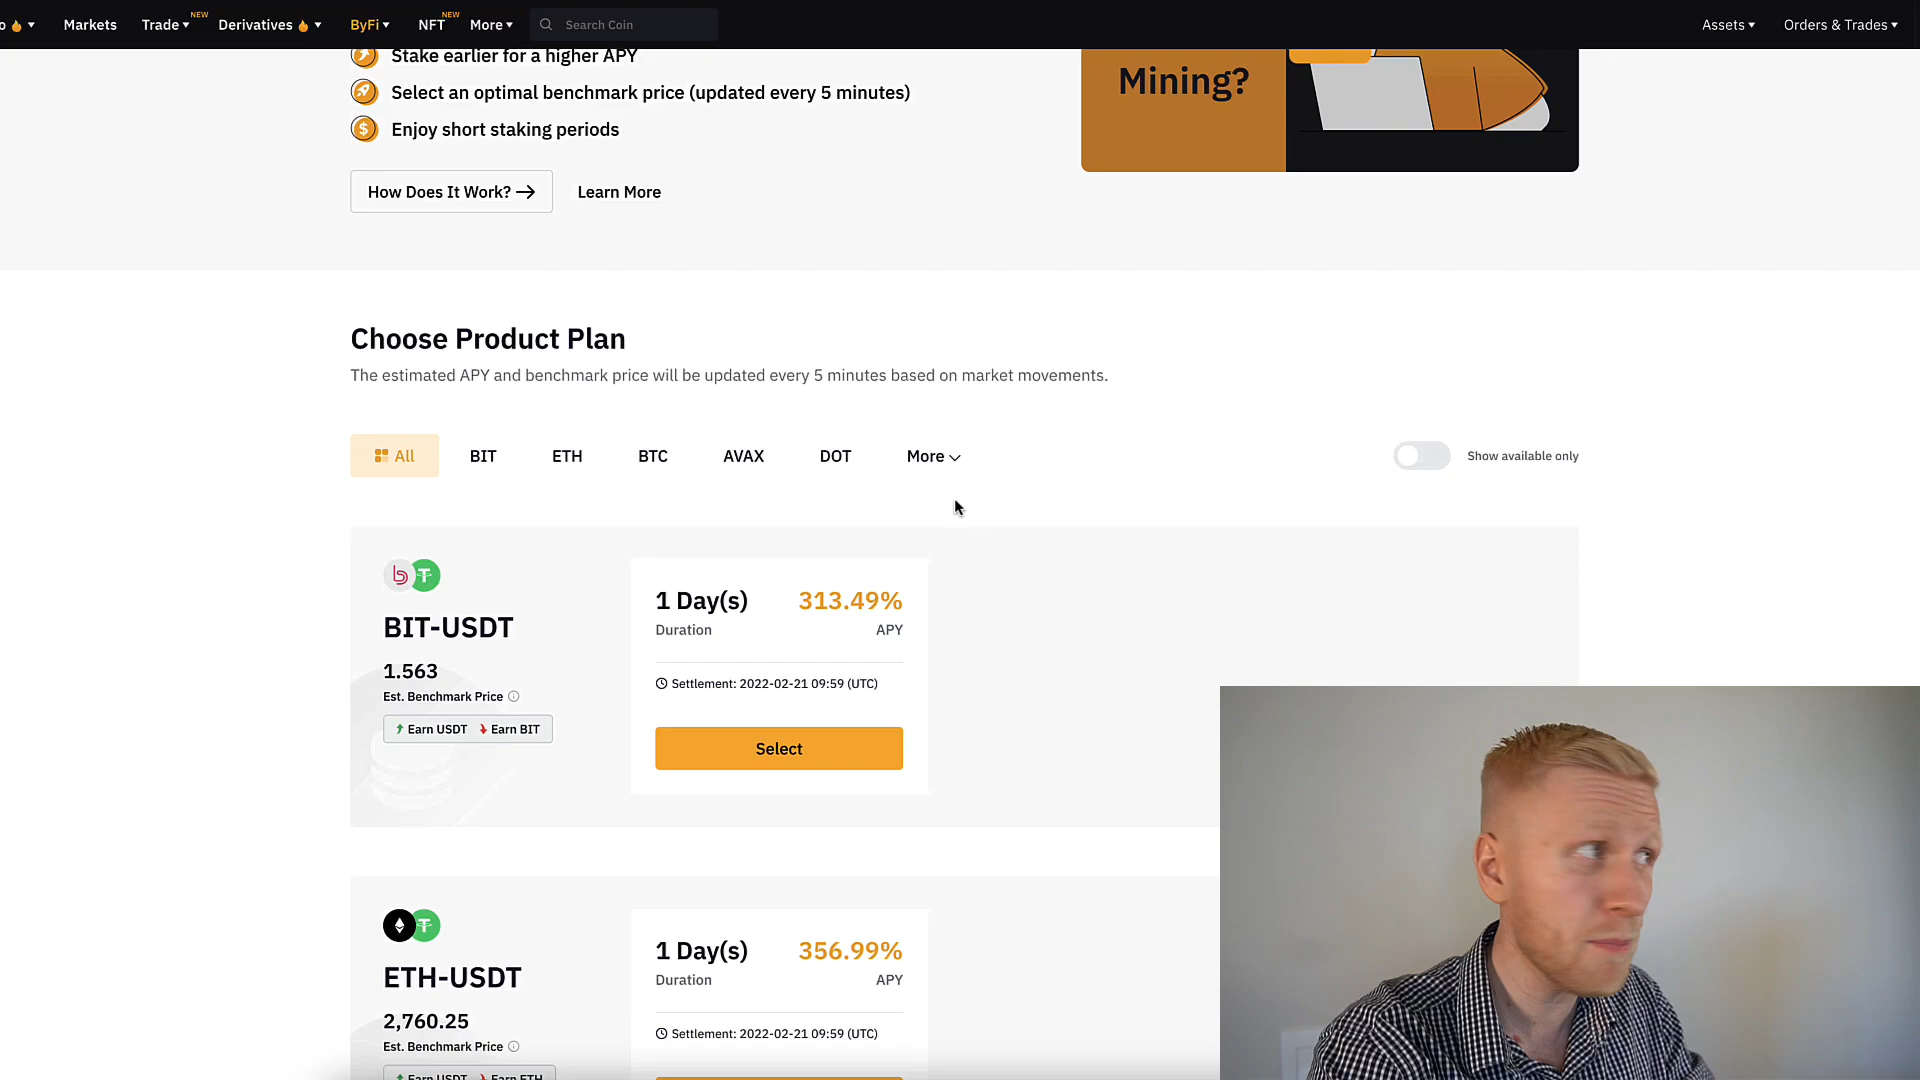 Markets Trade NEW Derivatives ByFi NFT NEW More Search Coin Assets Orders & Trades
Stake earlier for a higher APY
Select an optimal benchmark price (updated every 5 minutes)
Enjoy short staking periods
Mining?
How Does It Work? Learn More
Choose Product Plan
The estimated APY and benchmark price will be updated every 5 minutes based on market movements.
All BIT ETH BTC AVAX DOT More Show available only
BIT-USDT
1.563
Est. Benchmark Price
Earn USDT Earn BIT
1 Day(s) 313.49%
Duration APY
Settlement: 2022-02-21 09:59 (UTC)
Select
ETH-USDT
2,760.25
Est. Benchmark Price
Earn USDT Earn ETH
1 Day(s) 356.99%
Duration APY
Settlement: 2022-02-21 09:59 (UTC)